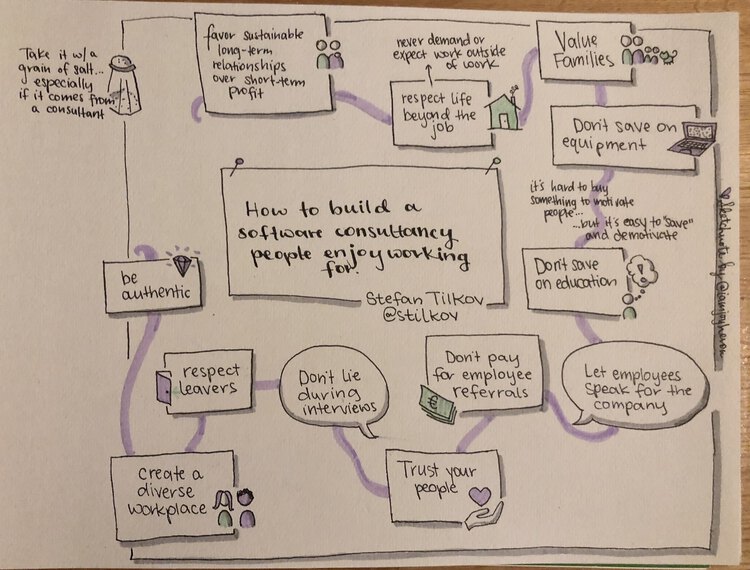 Take it w/ a
grain of salt...
especially
if it comes from
a consultant
favor sustainable
long-term
relationships
over short-term
profit
never demand or
expect work outside
of work
respect life
beyond the
job
Value
Families
Don't save on
equipment
it's hard to buy
something to motivate
people...
...but it's easy to "save"
and demotivate
Don't save
on education
How to build a
software consultancy
people enjoy working
for.
Stefan Tilkov
@stilkov
be
authentic
respect
leavers
Don't lie
during
interviews
Don't pay
for employee
referrals
€
Let employees
speak for the
company
create a
diverse
workplace
Trust your
people
sketchnote by @iamjoyheron